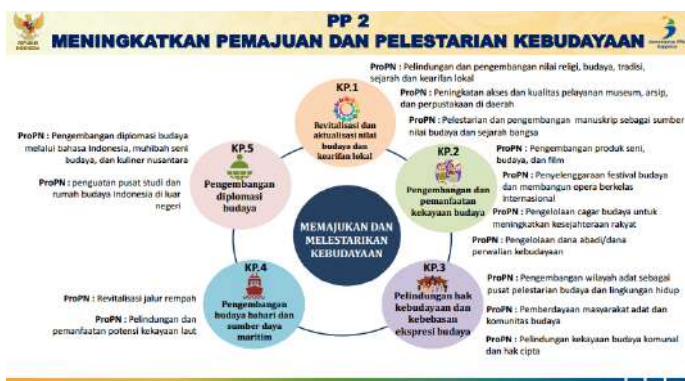 PP 2
MENINGKATKAN PEMAJUAN DAN PELESTARIAN KEBUDAYAAN
REPUBLIK
INDONESIA
KP.1
Revitalisasi dan
aktualisasi nilai
budaya dan
kearifan lokal
ProPN : Pelindungan dan pengembangan nilai religi, budaya, tradisi,
sejarah dan kearifan lokal
ProPN : Peningkatan akses dan kualitas pelayanan museum, arsip,
dan perpustakaan di daerah
ProPN : Pelestarian dan pengembangan manuskrip sebagai sumber
nilai budaya dan sejarah bangsa
KP.2
Pengembangan dan
pemanfaatan
kekayaan budaya
ProPN : Pengembangan produk seni,
budaya, dan film
ProPN : Penyelenggaraan festival budaya
dan membangun opera berkelas
internasional
ProPN : Pengelolaan cagar budaya untuk
meningkatkan kesejahteraan rakyat
ProPN : Pengelolaan dana abadi/dana
perwalian kebudayaan
KP.3
Pelindungan hak
kebudayaan dan
kebebasan
ekspresi budaya
ProPN : Pengembangan wilayah adat sebagai
pusat pelestarian budaya dan lingkungan hidup
ProPN : Pemberdayaan masyarakat adat dan
komunitas budaya
ProPN : Pelindungan kekayaan budaya komunal
dan hak cipta
KP.4
Pengembangan
budaya bahari dan
sumber daya
maritim
ProPN : Revitalisasi jalur rempah
ProPN : Pelindungan dan
pemanfaatan potensi kekayaan laut
KP.5
Pengembangan
diplomasi
budaya
ProPN : Pengembangan diplomasi budaya
melalui bahasa Indonesia, muhibah seni
budaya, dan kuliner nusantara
ProPN : penguatan pusat studi dan
rumah budaya Indonesia di luar
negeri
MEMAJUKAN DAN
MELESTARIKAN
KEBUDAYAAN